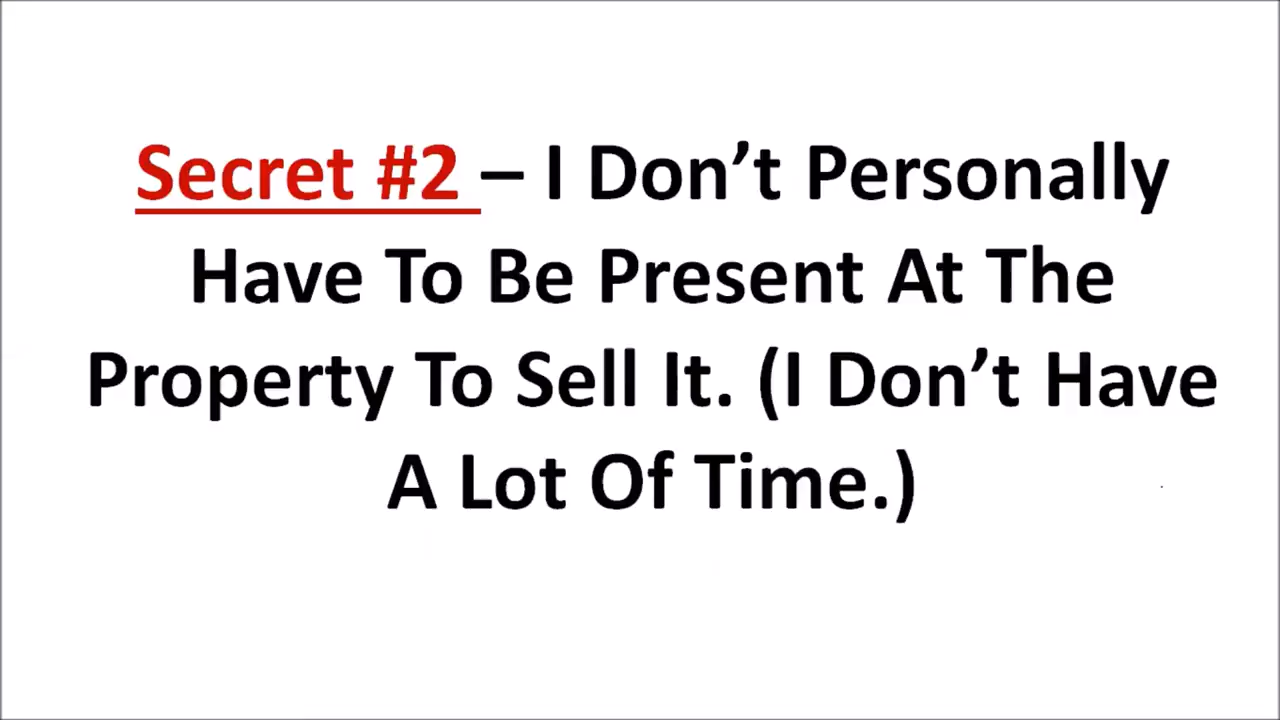 Secret #2 – I Don’t Personally
Have To Be Present At The
Property To Sell It. (I Don’t Have
A Lot Of Time.)